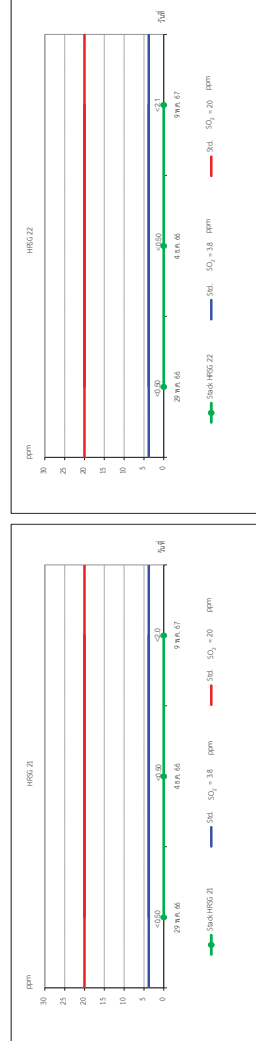 HRSG 21
ppm
30
25
20
15
10
5
0
<0.50
<0.50
<2.0
29 พ.ค. 66
4 ธ.ค. 66
9 พ.ค. 67
วันที่
Stack HRSG 21
Std. SO₂ = 3.8 ppm
Std. SO₂ = 20 ppm
HRSG 22
ppm
30
25
20
15
10
5
0
<0.50
<0.50
<2.1
29 พ.ค. 66
4 ธ.ค. 66
9 พ.ค. 67
วันที่
Stack HRSG 22
Std. SO₂ = 3.8 ppm
Std. SO₂ = 20 ppm